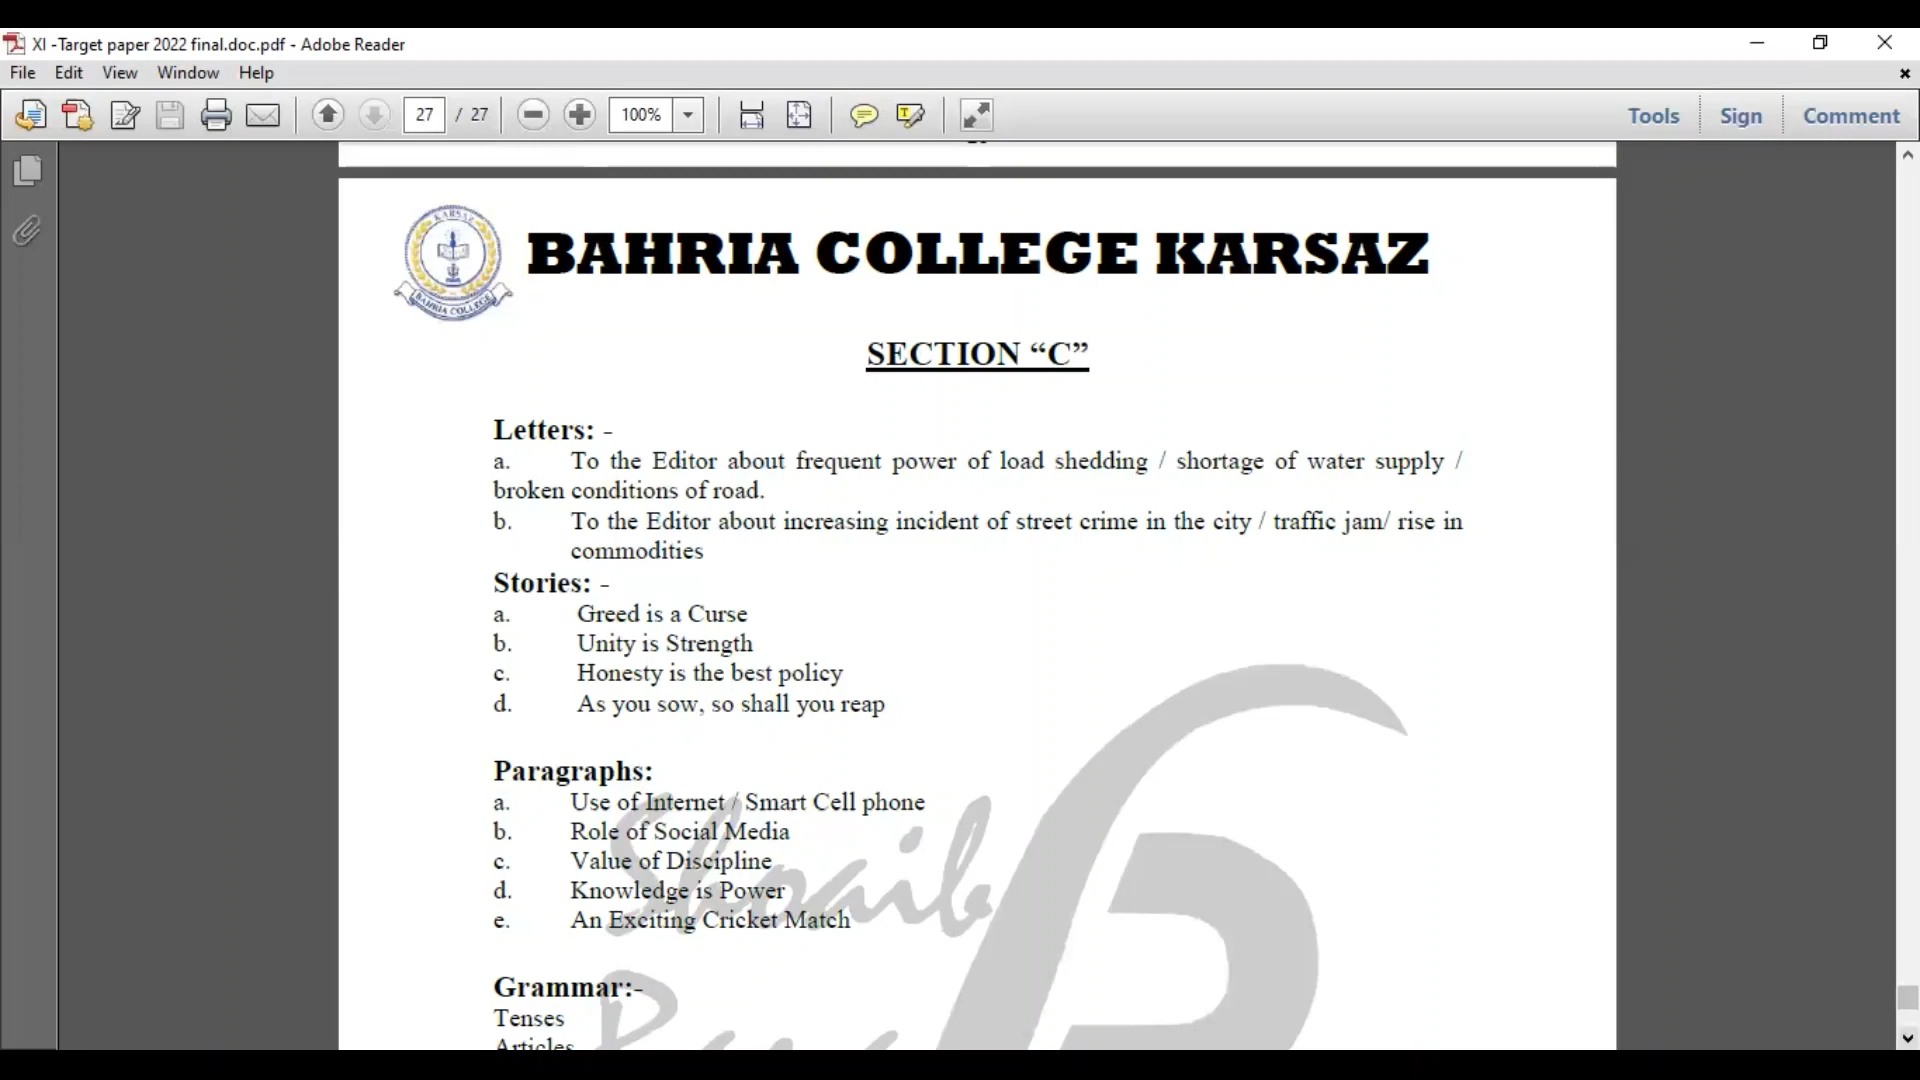 XI -Target paper 2022 final.doc.pdf - Adobe Reader
File Edit View Window Help
27 / 27 100% Tools Sign Comment
KARSAZ
BAHRIA COLLEGE
BAHRIA COLLEGE KARSAZ
SECTION “C”
Letters: -
a. To the Editor about frequent power of load shedding / shortage of water supply /
broken conditions of road.
b. To the Editor about increasing incident of street crime in the city / traffic jam/ rise in
commodities
Stories: -
a. Greed is a Curse
b. Unity is Strength
c. Honesty is the best policy
d. As you sow, so shall you reap
Paragraphs:
a. Use of Internet / Smart Cell phone
b. Role of Social Media
c. Value of Discipline
d. Knowledge is Power
e. An Exciting Cricket Match
Shoaib
Grammar:-
Tenses
Articles